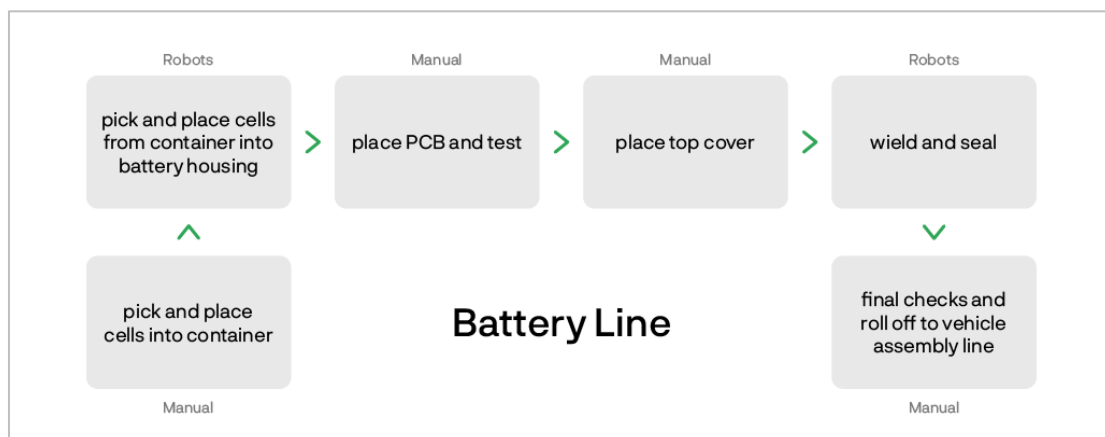 Robots
Manual
Manual
Robots
pick and place cells
from container into
battery housing
place PCB and test
place top cover
wield and seal
pick and place
cells into container
Battery Line
final checks and
roll off to vehicle
assembly line
Manual
Manual